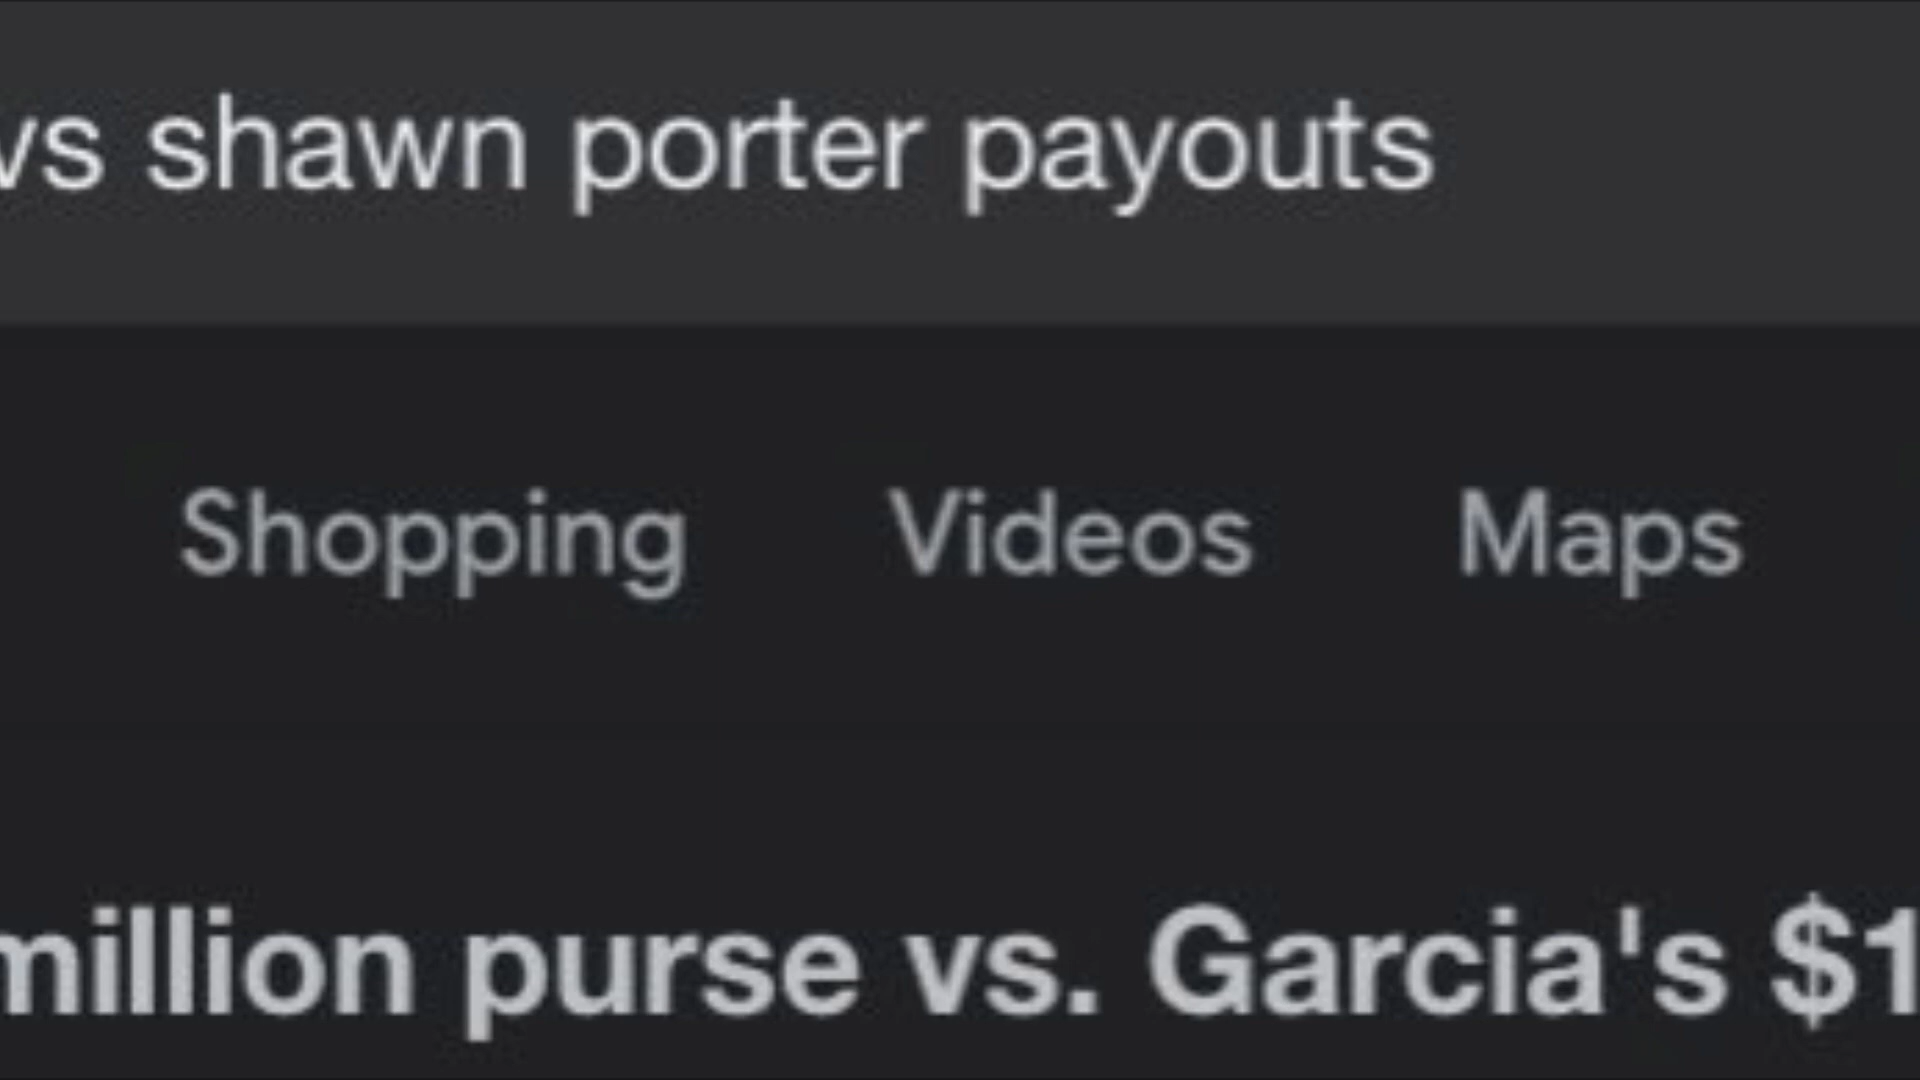 vs shawn porter payouts
Shopping Videos Maps
million purse vs. Garcia's $1